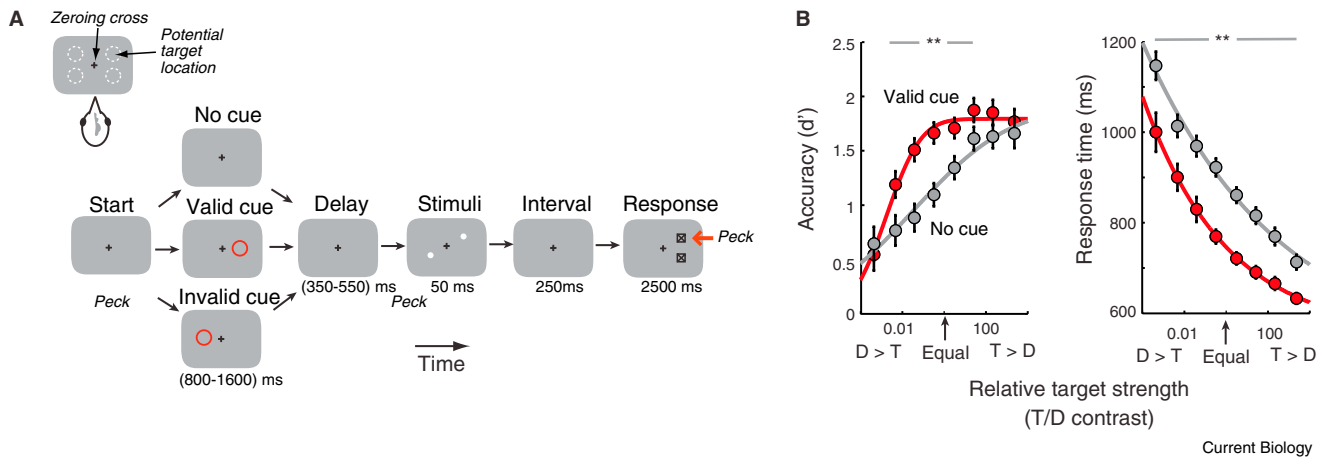 A
Zeroing cross
Potential
target
location
No cue
Start
Valid cue
Delay
Stimuli
Interval
Response
Peck
(350-550) ms
50 ms
250ms
2500 ms
Peck
Peck
Invalid cue
(800-1600) ms
Time
B
**
2.5
2
1.5
1
0.5
0
Accuracy (d')
Valid cue
No cue
0.01
100
D > T
Equal
T > D
**
1200
1000
800
600
Response time (ms)
0.01
100
D > T
Equal
T > D
Relative target strength
(T/D contrast)
Current Biology